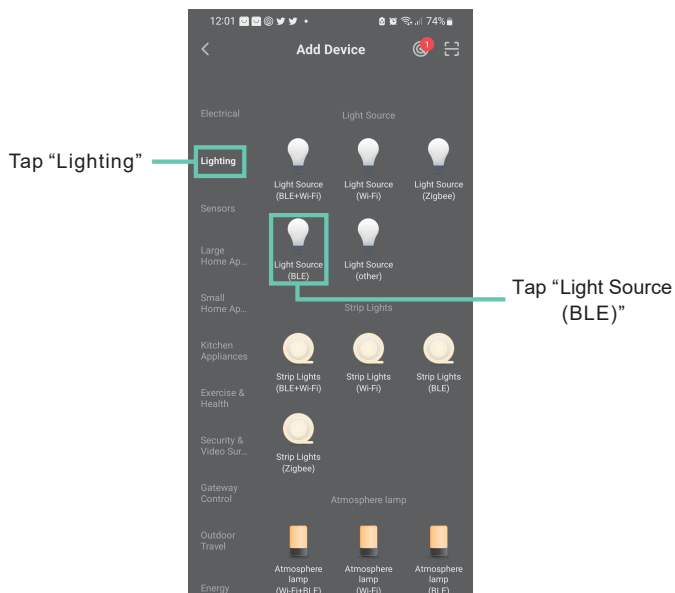 12:01
74%
Add Device
1
Electrical
Light Source
Tap “Lighting”
Lighting
Light Source
(BLE+Wi-Fi)
Light Source
(Wi-Fi)
Light Source
(Zigbee)
Sensors
Light Source
(BLE)
Light Source
(other)
Large
Home Ap...
Tap “Light Source
(BLE)”
Small
Home Ap...
Strip Lights
Kitchen
Appliances
Strip Lights
(BLE+Wi-Fi)
Strip Lights
(Wi-Fi)
Strip Lights
(BLE)
Exercise &
Health
Security &
Video Sur...
Strip Lights
(Zigbee)
Gateway
Control
Atmosphere lamp
Outdoor
Travel
Atmosphere
lamp
(Wi-Fi+BLE)
Atmosphere
lamp
(Wi-Fi)
Atmosphere
lamp
(BLE)
Energy